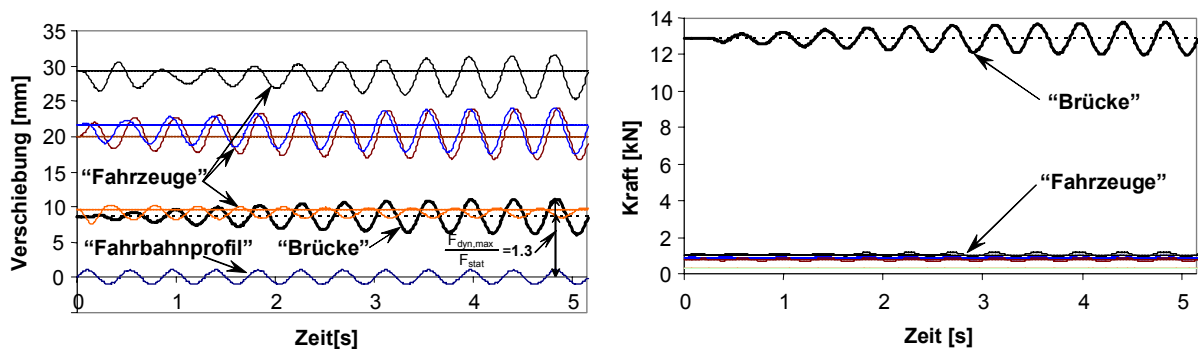 35
30
25
20
15
10
5
0
Verschiebung [mm]
“Fahrzeuge”
“Fahrbahnprofil”
“Brücke”
F_dyn,max
F_stat
=1.3
0 1 2 3 4 5
Zeit[s]
14
12
10
8
6
4
2
0
Kraft [kN]
“Brücke”
“Fahrzeuge”
0 1 2 3 4 5
Zeit [s]